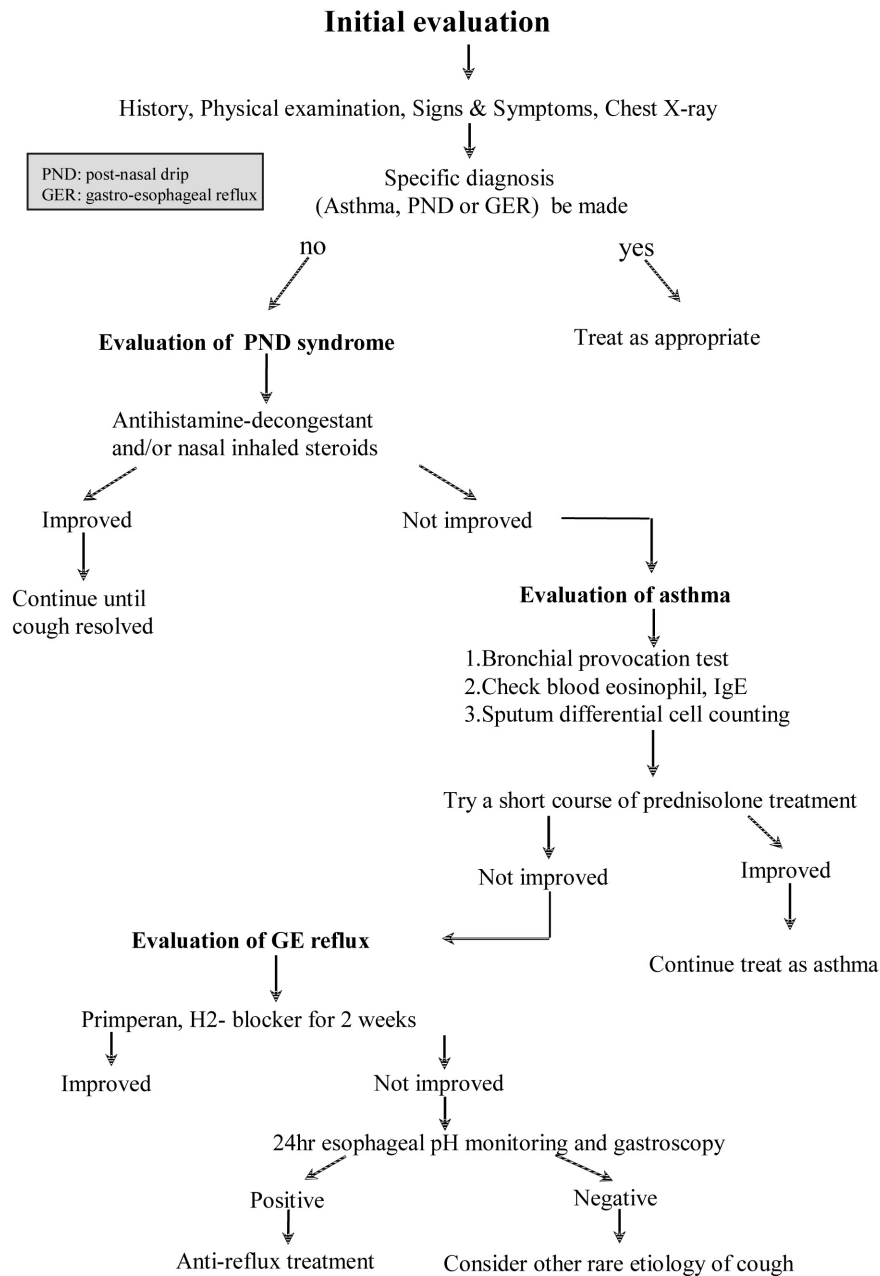 Initial evaluation
History, Physical examination, Signs & Symptoms, Chest X-ray
PND: post-nasal drip
GER: gastro-esophageal reflux
Specific diagnosis
(Asthma, PND or GER) be made
no
yes
Evaluation of PND syndrome
Treat as appropriate
Antihistamine-decongestant
and/or nasal inhaled steroids
Improved
Not improved
Continue until
cough resolved
Evaluation of asthma
1.Bronchial provocation test
2.Check blood eosinophil, IgE
3.Sputum differential cell counting
Try a short course of prednisolone treatment
Not improved
Improved
Evaluation of GE reflux
Continue treat as asthma
Primperan, H2- blocker for 2 weeks
Improved
Not improved
24hr esophageal pH monitoring and gastroscopy
Positive
Negative
Anti-reflux treatment
Consider other rare etiology of cough